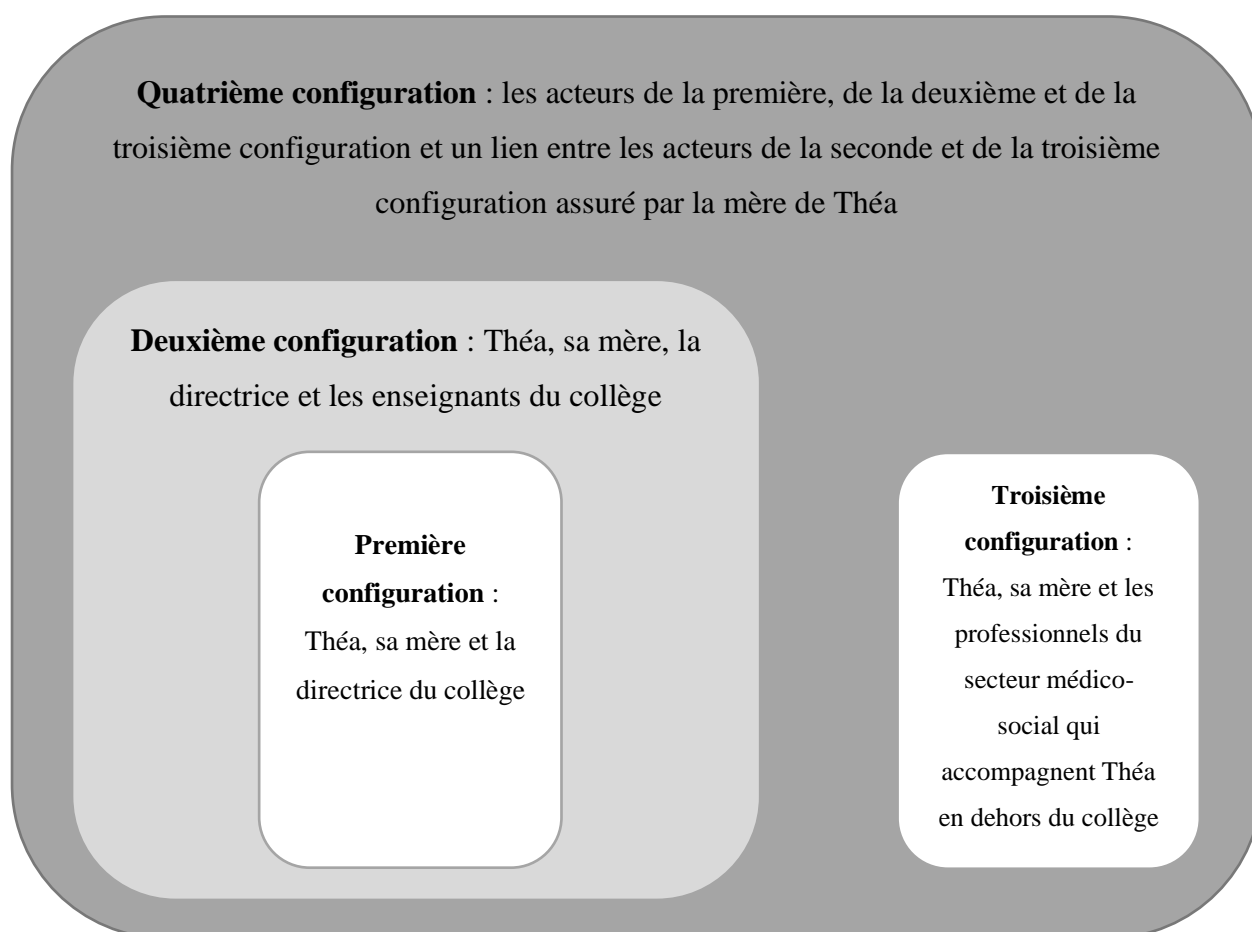 Quatrième configuration : les acteurs de la première, de la deuxième et de la
troisième configuration et un lien entre les acteurs de la seconde et de la troisième
configuration assuré par la mère de Théa
Deuxième configuration : Théa, sa mère, la
directrice et les enseignants du collège
Première
configuration :
Théa, sa mère et la
directrice du collège
Troisième
configuration :
Théa, sa mère et les
professionnels du
secteur médico-
social qui
accompagnent Théa
en dehors du collège